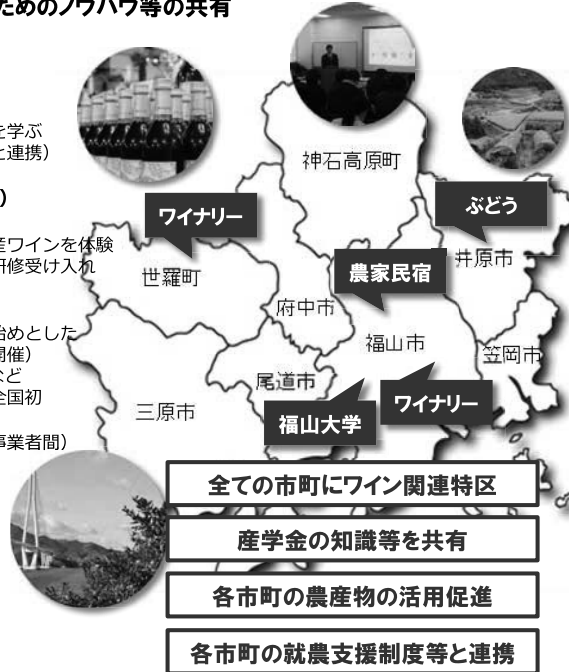 ためのノウハウ等の共有
を学ぶ
と連携）
）
産ワインを体験
研修受け入れ
始めとした
開催）
など
全国初
事業者間）
神石高原町
ワイナリー
ぶどう
世羅町
農家民宿
井原市
府中市
福山市
笠岡市
尾道市
三原市
ワイナリー
福山大学
全ての市町にワイン関連特区
産学金の知識等を共有
各市町の農産物の活用促進
各市町の就農支援制度等と連携